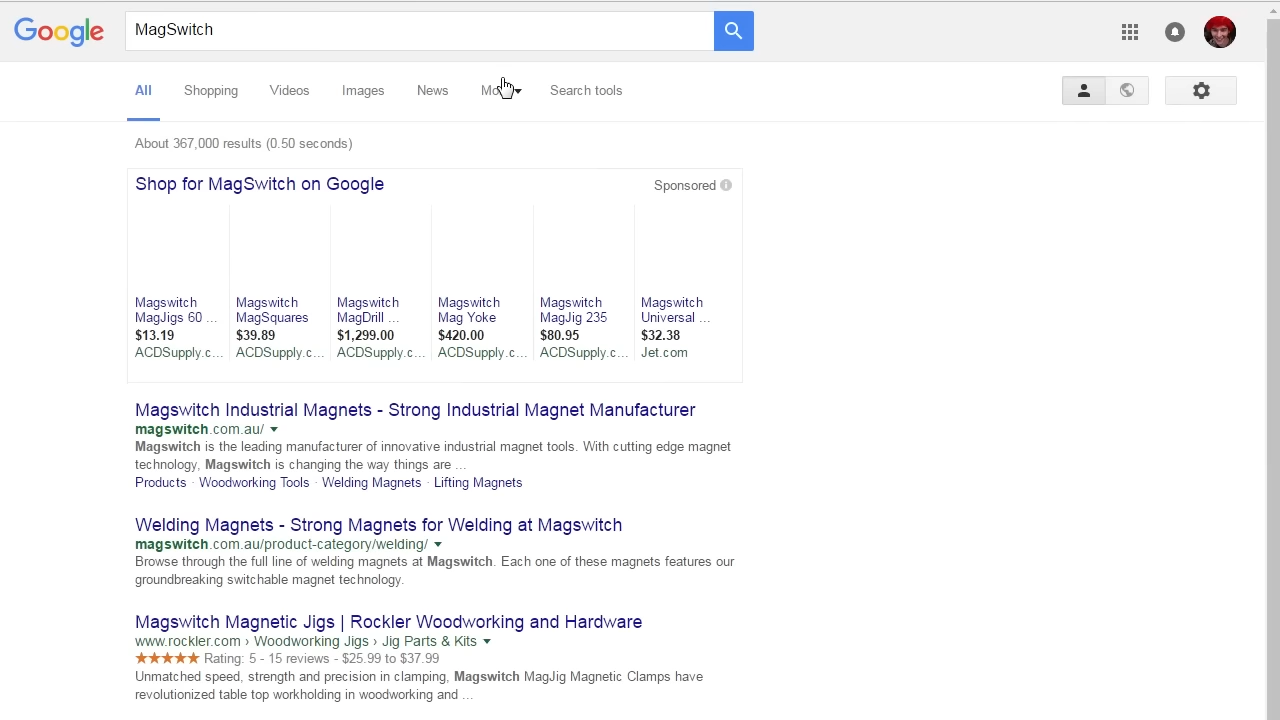 Google
MagSwitch
All Shopping Videos Images News Search tools
About 367,000 results (0.50 seconds)
Shop for MagSwitch on Google Sponsored
Magswitch MagJigs 60 ...
$13.19
ACDSupply.c...
Magswitch MagSquares
$39.89
ACDSupply.c...
Magswitch MagDrill ...
$1,299.00
ACDSupply.c...
Magswitch Mag Yoke
$420.00
ACDSupply.c...
Magswitch MagJig 235
$80.95
ACDSupply.c...
Magswitch Universal ...
$32.38
Jet.com
Magswitch Industrial Magnets - Strong Industrial Magnet Manufacturer
magswitch.com.au/
Magswitch is the leading manufacturer of innovative industrial magnet tools. With cutting edge magnet
technology, Magswitch is changing the way things are ...
Products · Woodworking Tools · Welding Magnets · Lifting Magnets
Welding Magnets - Strong Magnets for Welding at Magswitch
magswitch.com.au/product-category/welding/
Browse through the full line of welding magnets at Magswitch. Each one of these magnets features our
groundbreaking switchable magnet technology.
Magswitch Magnetic Jigs | Rockler Woodworking and Hardware
www.rockler.com › Woodworking Jigs › Jig Parts & Kits
Rating: 5 - 15 reviews - $25.99 to $37.99
Unmatched speed, strength and precision in clamping, Magswitch MagJig Magnetic Clamps have
revolutionized table top workholding in woodworking and ...